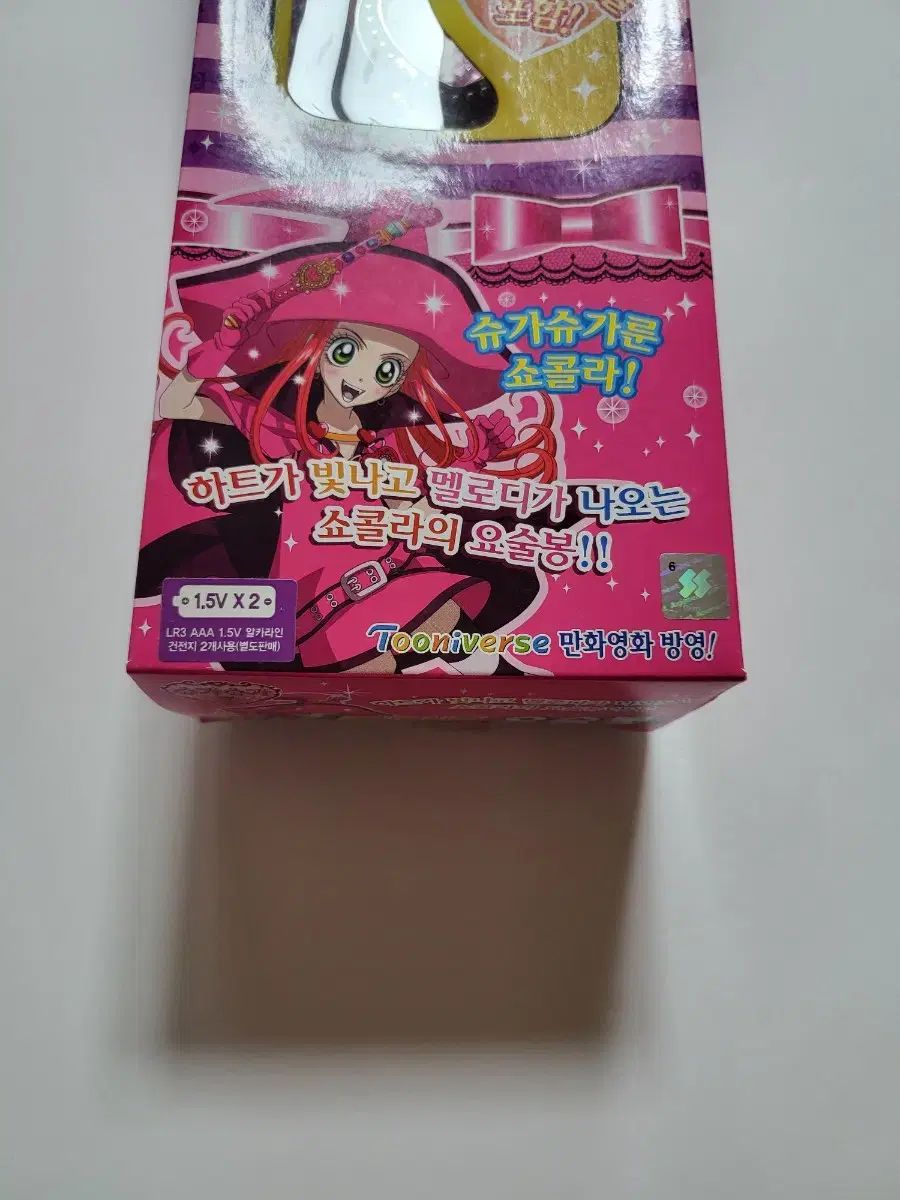 포함!
슈가슈가룬
쇼콜라!
하트가 빛나고 멜로디가 나오는
쇼콜라의 요술봉!!
1.5V X 2
LR3 AAA 1.5V 알카라인
건전지 2개사용(별도판매)
6
Tooniverse 만화영화 방영!